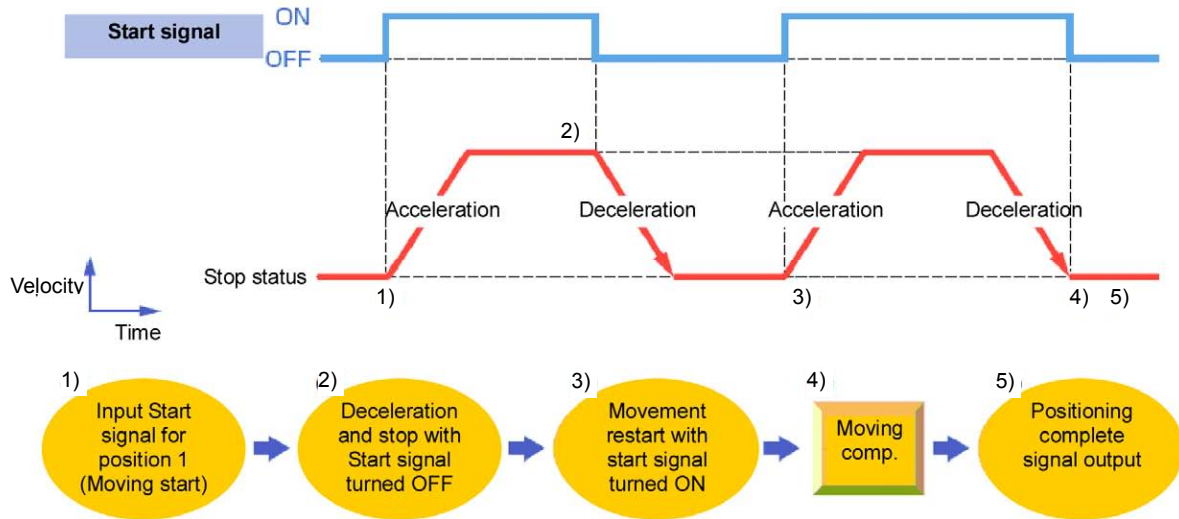 ON
Start signal
OFF
2)
Acceleration
Deceleration
Acceleration
Deceleration
Stop status
Velocity
1)
3)
4)
5)
Time
1)
Input Start
signal for
position 1
(Moving start)
2)
Deceleration
and stop with
Start signal
turned OFF
3)
Movement
restart with
start signal
turned ON
4)
Moving
comp.
5)
Positioning
complete
signal output